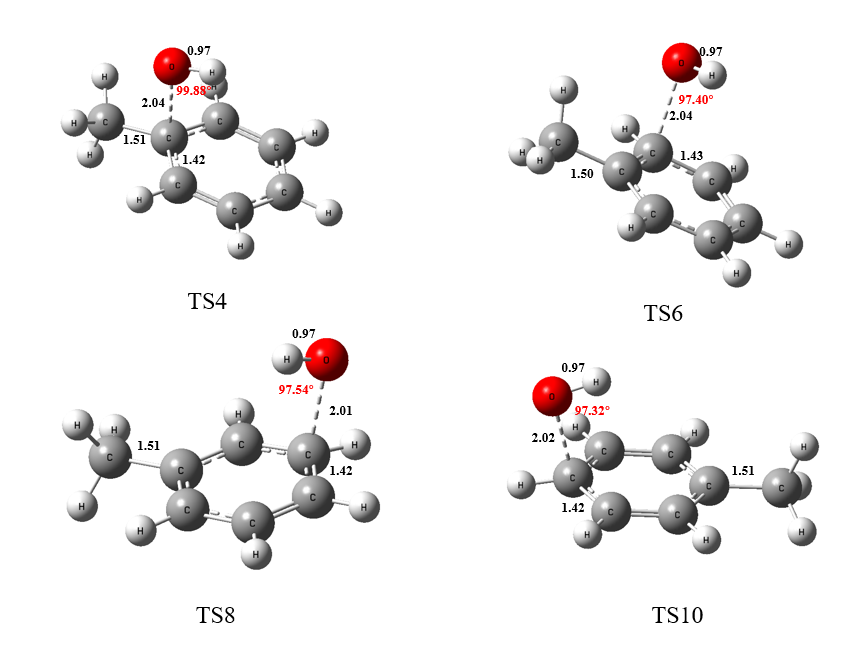 0.97
H
O
H
99.88°
H
2.04
H
C
C
H
H
1.51
C
C
1.42
H
C
C
H
C
H
H
TS4
0.97
O
H
97.40°
2.04
H
H
C
C
1.43
H
H
H
1.50
C
C
C
C
H
H
C
H
TS6
0.97
H
O
97.54°
2.01
H
H
H
C
H
1.51
C
C
C
1.42
H
C
C
H
H
C
H
TS8
0.97
O
H
97.32°
H
H
2.02
C
C
H
H
C
C
1.51
C
1.42
C
C
H
H
H
TS10